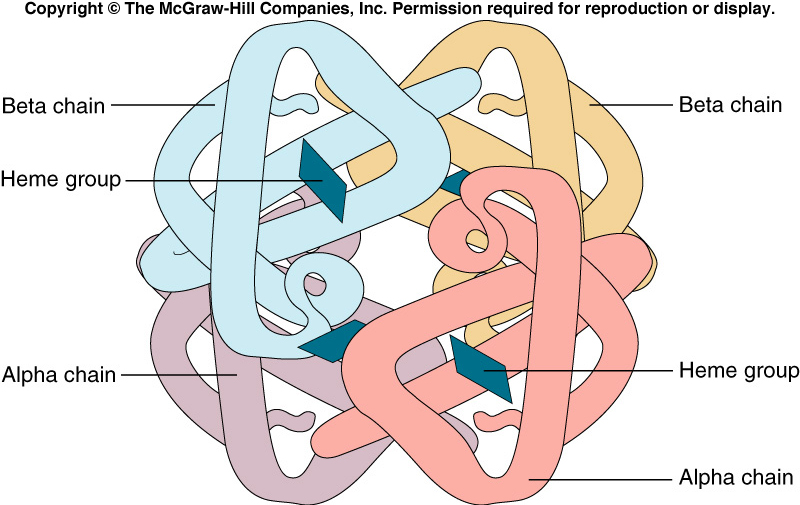 Copyright © The McGraw-Hill Companies, Inc. Permission required for reproduction or display.
Beta chain
Beta chain
Heme group
Alpha chain
Heme group
Alpha chain